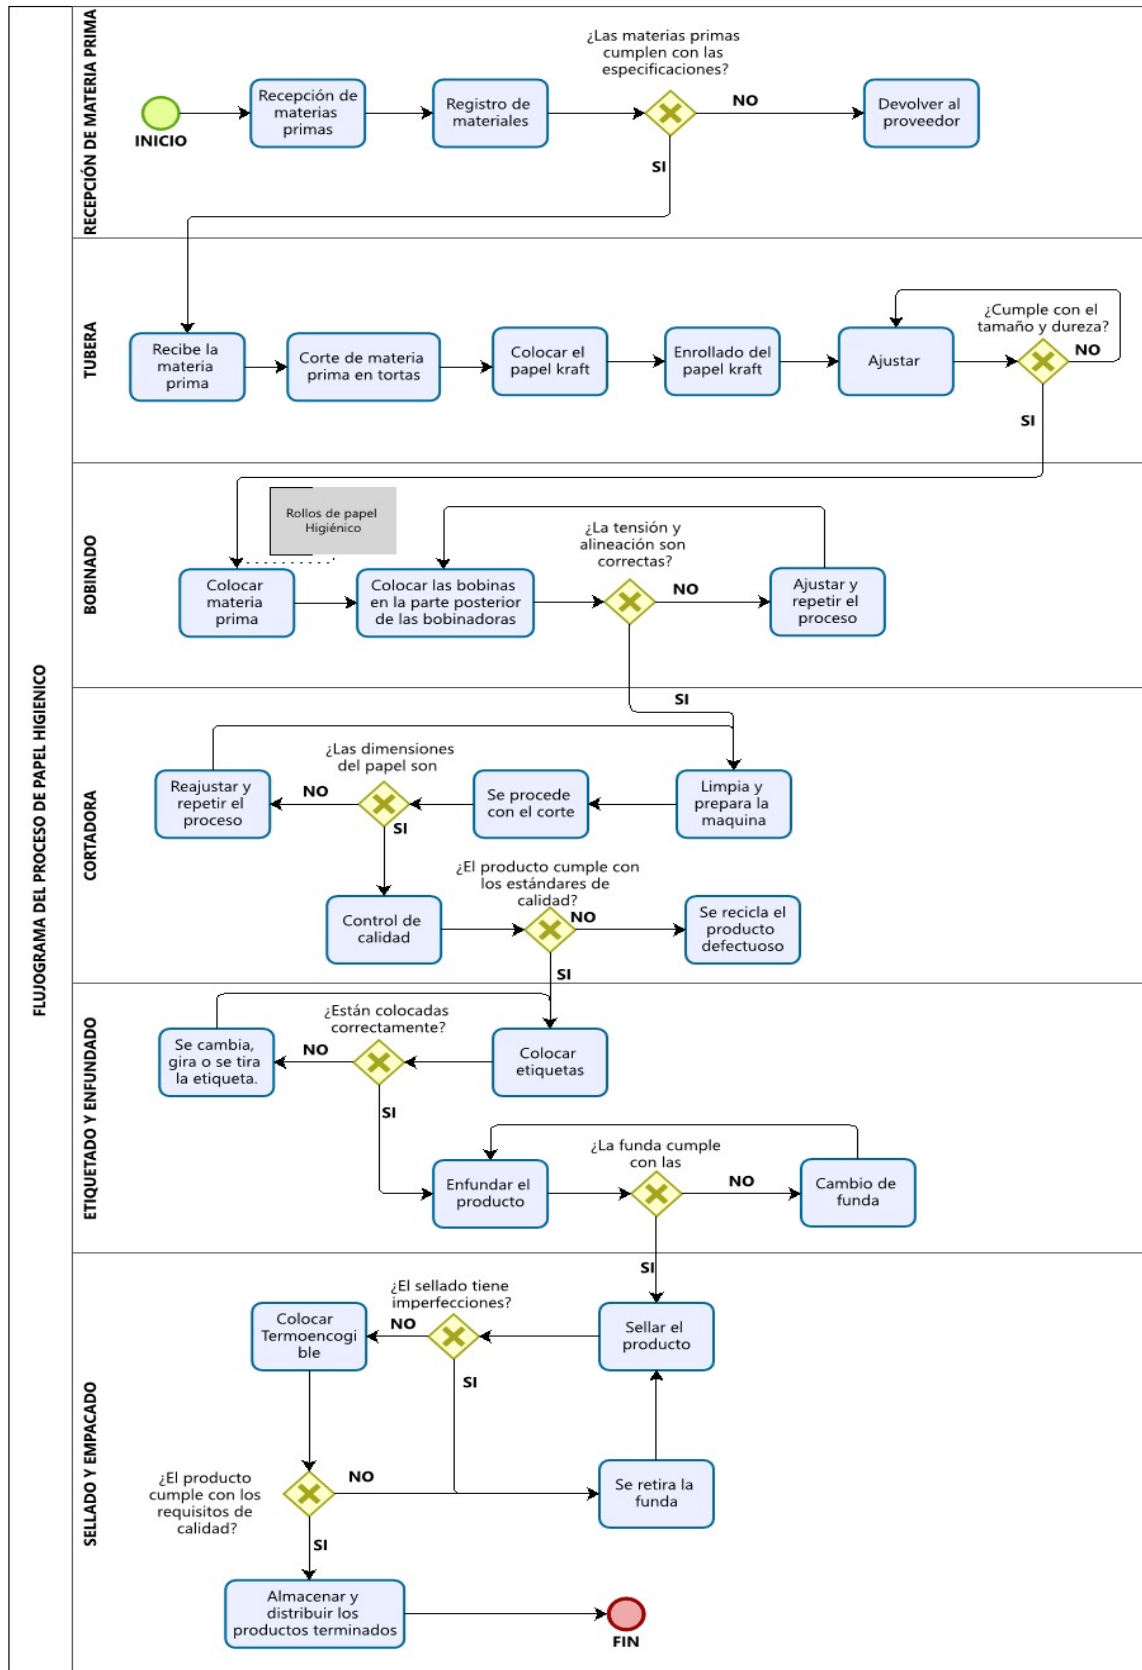 FLUJOGRAMA DEL PROCESO DE PAPEL HIGIENICO
RECEPCIÓN DE MATERIA PRIMA
INICIO
Recepción de
materias
primas
Registro de
materiales
¿Las materias primas
cumplen con las
especificaciones?
NO
Devolver al
proveedor
SI
TUBERA
Recibe la
materia
prima
Corte de materia
prima en tortas
Colocar el
papel kraft
Enrollado del
papel kraft
Ajustar
¿Cumple con el
tamaño y dureza?
NO
SI
BOBINADO
Rollos de papel
Higiénico
Colocar
materia
prima
Colocar las bobinas
en la parte posterior
de las bobinadoras
¿La tensión y
alineación son
correctas?
NO
Ajustar y
repetir el
proceso
SI
CORTADORA
Limpia y
prepara la
maquina
Se procede
con el corte
¿Las dimensiones
del papel son
NO
Reajustar y
repetir el
proceso
SI
Control de
calidad
¿El producto cumple con
los estándares de
calidad?
NO
Se recicla el
producto
defectuoso
SI
ETIQUETADO Y ENFUNDADO
Colocar
etiquetas
¿Están colocadas
correctamente?
NO
Se cambia,
gira o se tira
la etiqueta.
SI
Enfundar el
producto
¿La funda cumple
con las
NO
Cambio de
funda
SI
SELLADO Y EMPACADO
Sellar el
producto
¿El sellado tiene
imperfecciones?
NO
Colocar
Termoencogi
ble
SI
¿El producto
cumple con los
requisitos de
calidad?
NO
Se retira la
funda
SI
Almacenar y
distribuir los
productos terminados
FIN